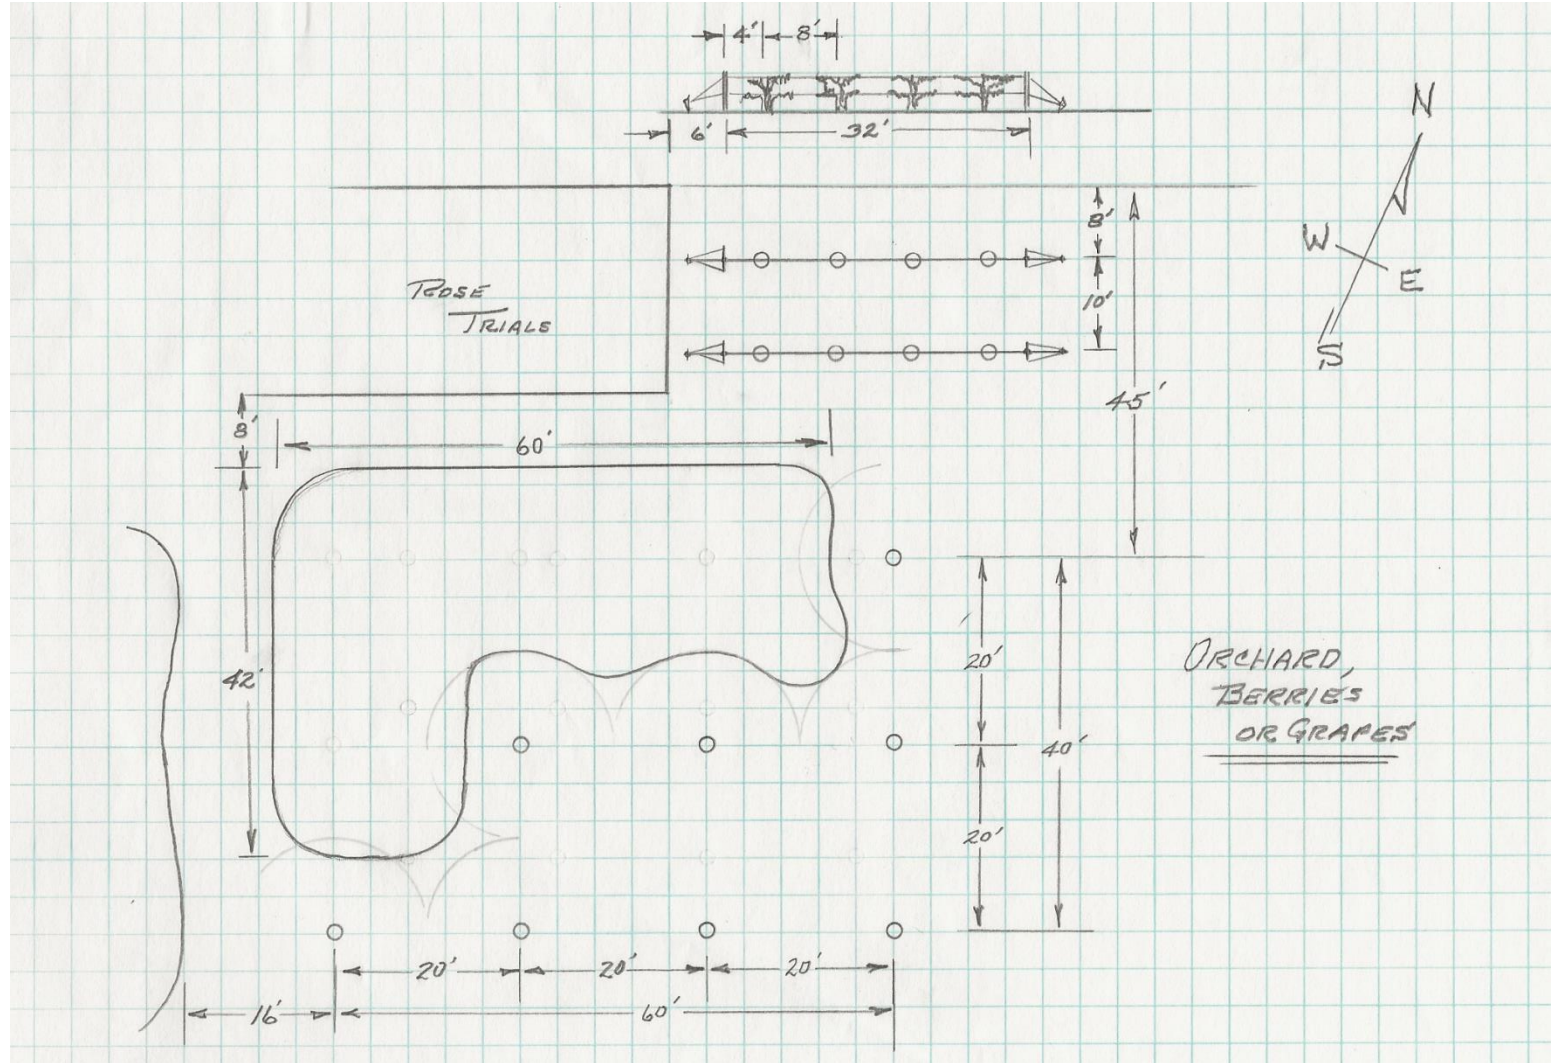 4' 8'
6' 32'
N
8'
W
E
ROSE
TRIALS
10'
S
45'
8'
60'
42'
20'
40'
ORCHARD,
BERRIES
OR GRAPES
20'
20' 20' 20'
16' 60'